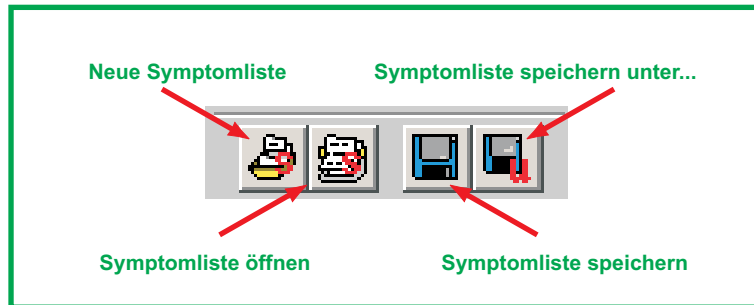 Neue Symptomliste
Symptomliste speichern unter...
S
S
u
Symptomliste öffnen
Symptomliste speichern